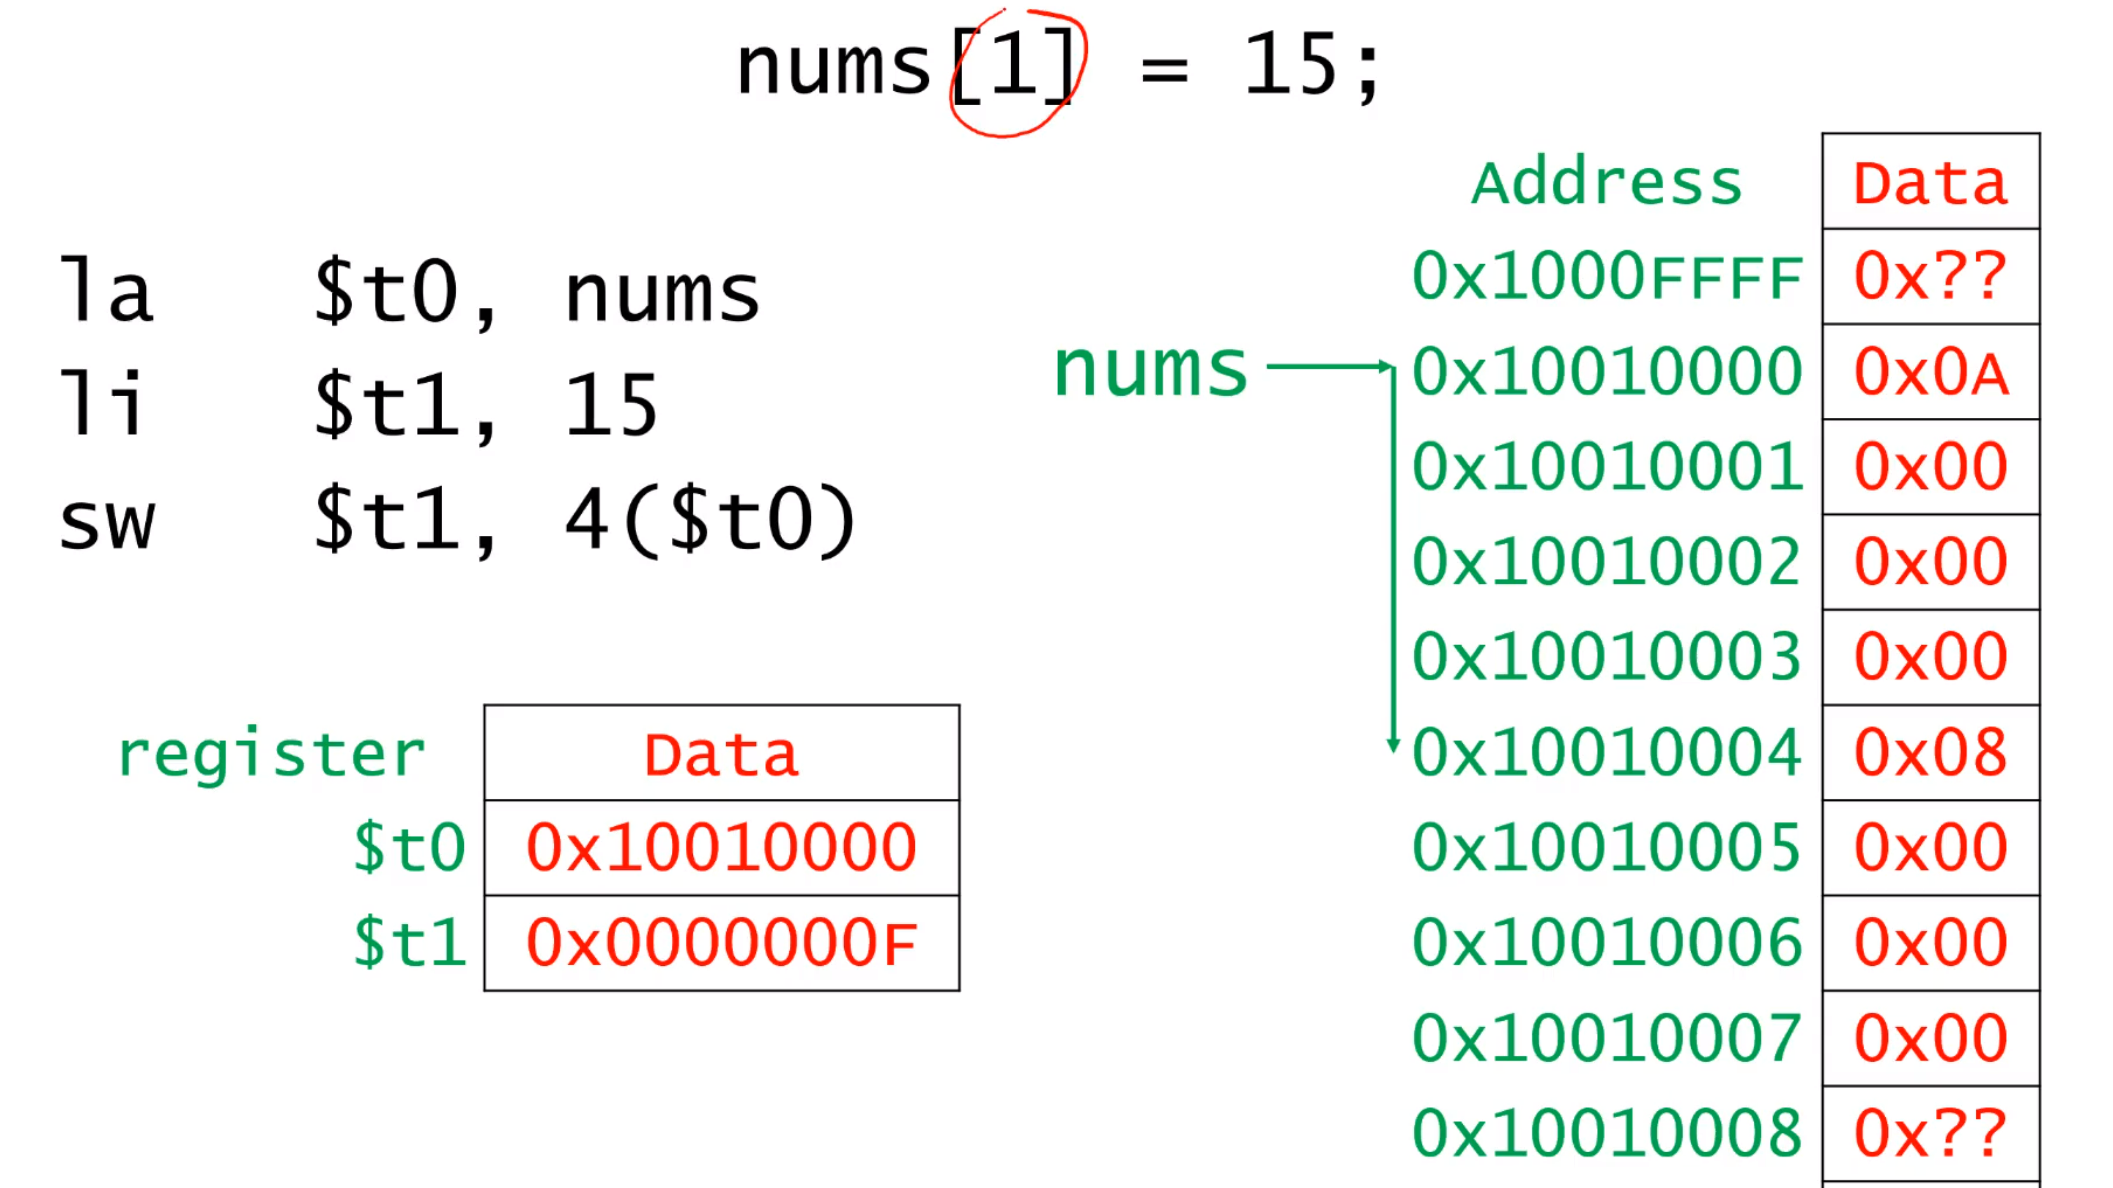 nums[1] = 15;
la $t0, nums
li $t1, 15
sw $t1, 4($t0)
register Data
$t0 0x10010000
$t1 0x0000000F
nums
Address Data
0x1000FFFF 0x??
0x10010000 0x0A
0x10010001 0x00
0x10010002 0x00
0x10010003 0x00
0x10010004 0x08
0x10010005 0x00
0x10010006 0x00
0x10010007 0x00
0x10010008 0x??